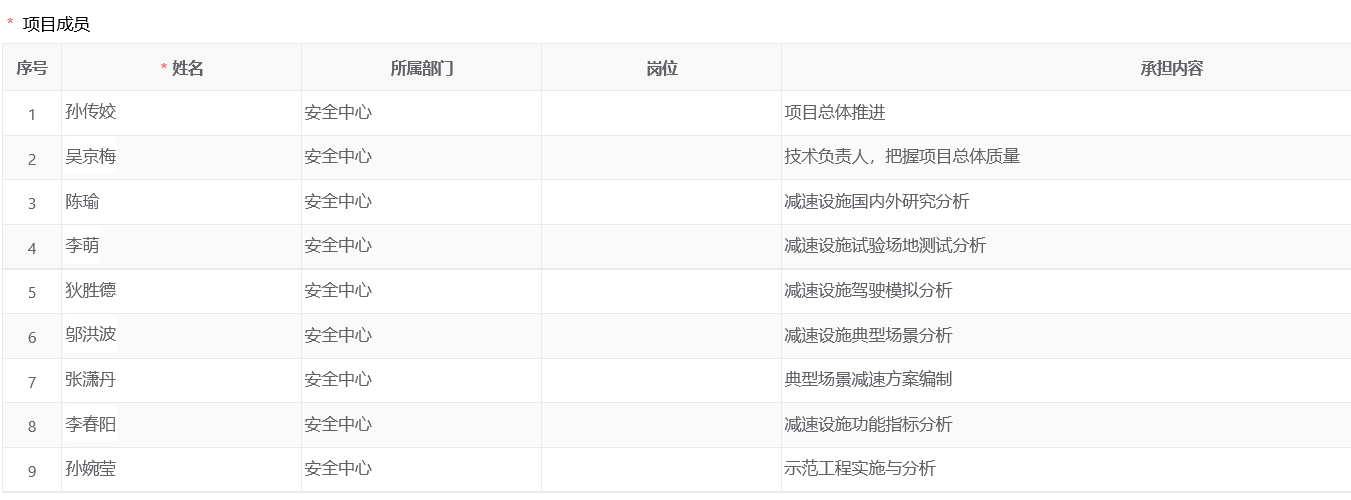 * 项目成员
序号 * 姓名 所属部门 岗位 承担内容
1 孙传姣 安全中心 项目总体推进
2 吴京梅 安全中心 技术负责人，把握项目总体质量
3 陈瑜 安全中心 减速设施国内外研究分析
4 李萌 安全中心 减速设施试验场地测试分析
5 狄胜德 安全中心 减速设施驾驶模拟分析
6 邬洪波 安全中心 减速设施典型场景分析
7 张潇丹 安全中心 典型场景减速方案编制
8 李春阳 安全中心 减速设施功能指标分析
9 孙婉莹 安全中心 示范工程实施与分析